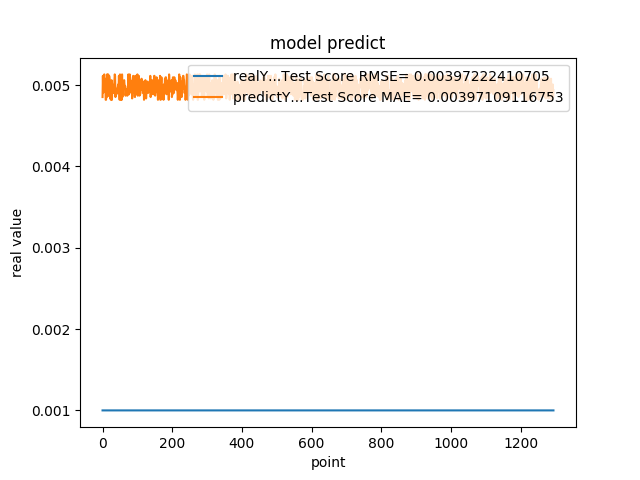 model predict
realY...Test Score RMSE= 0.00397222410705
predictY...Test Score MAE= 0.00397109116753
0.005
0.004
0.003
0.002
0.001
real value
0 200 400 600 800 1000 1200
point